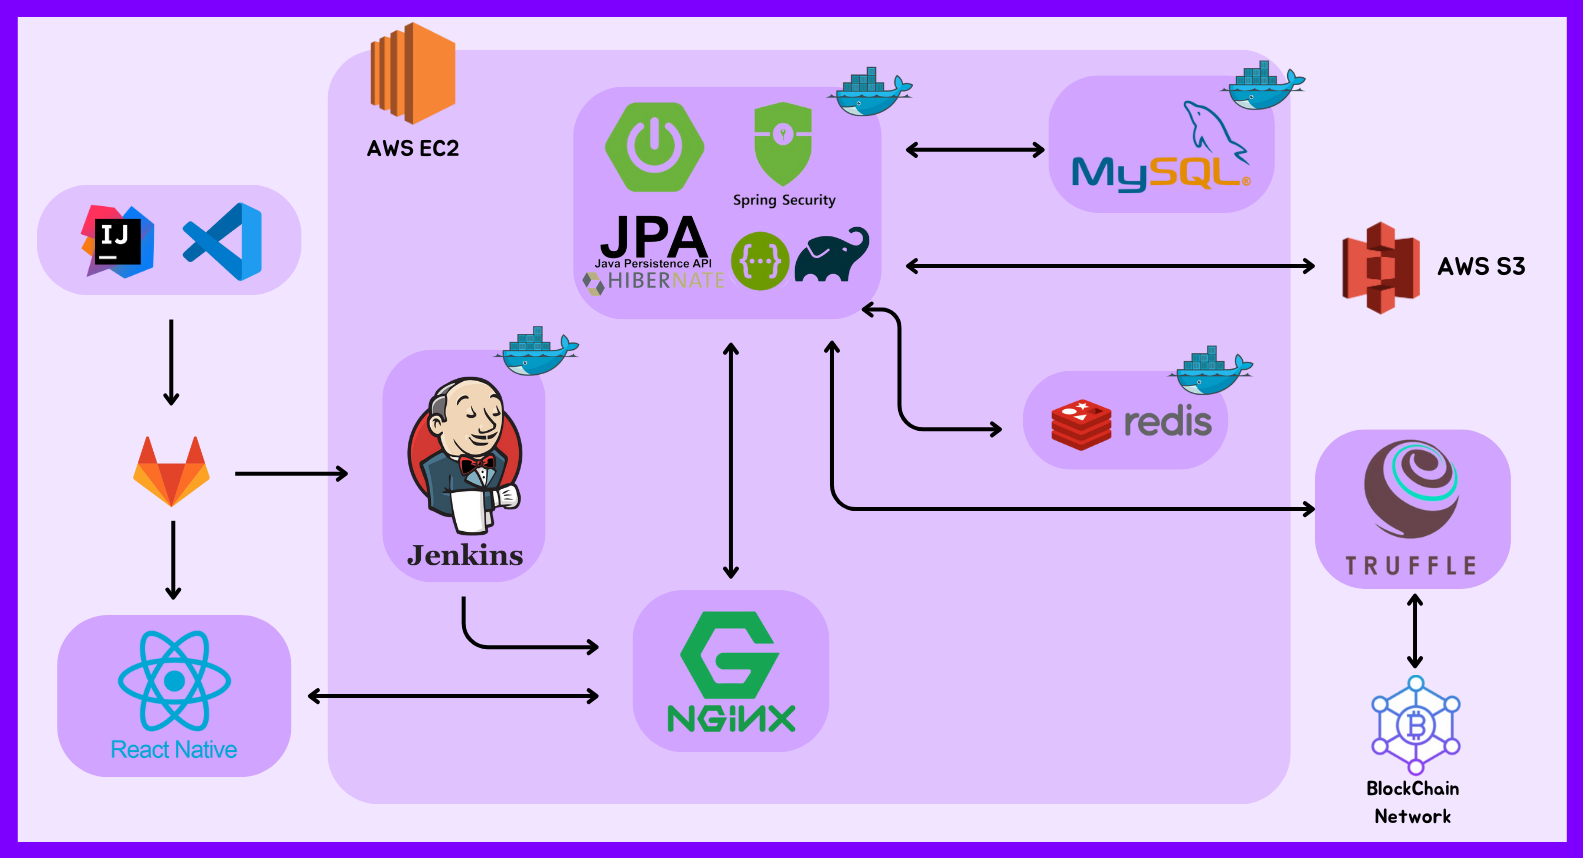 AWS EC2
IJ
Spring Security
JPA
Java Persistence API
HIBERNATE
{...}
MySQL®
AWS S3
redis
Jenkins
TRUFFLE
NGiNX
React Native
BlockChain
Network